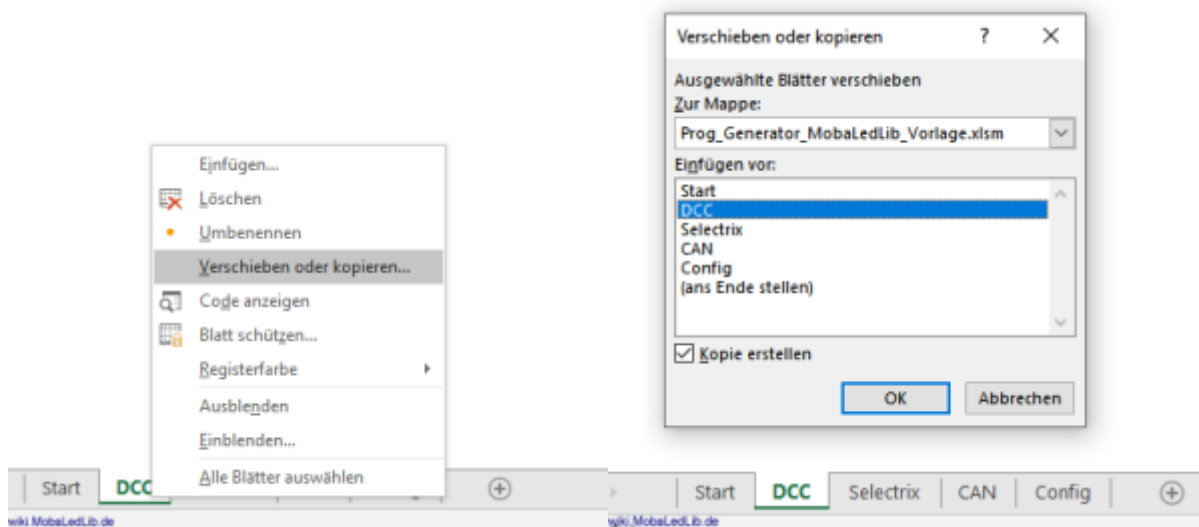 Einfügen...
Löschen
Umbenennen
Verschieben oder kopieren...
Code anzeigen
Blatt schützen...
Registerfarbe
Ausblenden
Einblenden...
Alle Blätter auswählen
Start DCC
wiki.MobaLedLib.de
Verschieben oder kopieren ? ×
Ausgewählte Blätter verschieben
Zur Mappe:
Prog_Generator_MobaLedLib_Vorlage.xlsm
Einfügen vor:
Start
DCC
Selectrix
CAN
Config
(ans Ende stellen)
Kopie erstellen
OK Abbrechen
Start DCC Selectrix CAN Config
wiki.MobaLedLib.de